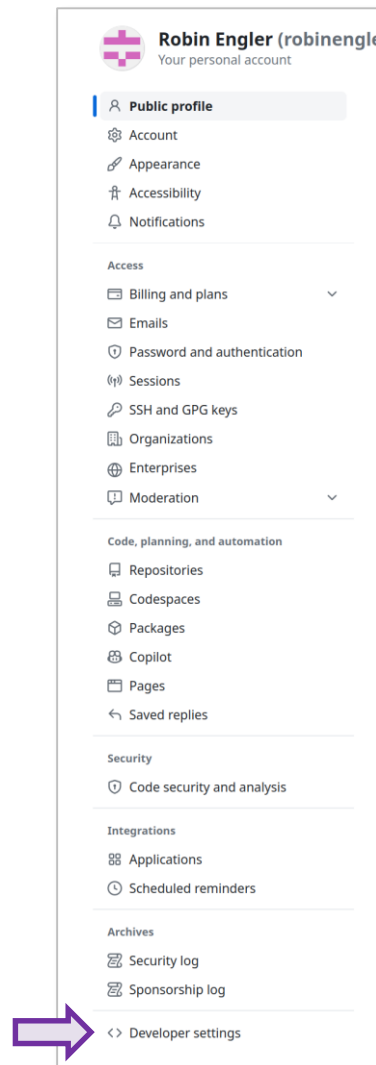 Robin Engler (robinengle
Your personal account
Public profile
Account
Appearance
Accessibility
Notifications
Access
Billing and plans
Emails
Password and authentication
Sessions
SSH and GPG keys
Organizations
Enterprises
Moderation
Code, planning, and automation
Repositories
Codespaces
Packages
Copilot
Pages
Saved replies
Security
Code security and analysis
Integrations
Applications
Scheduled reminders
Archives
Security log
Sponsorship log
Developer settings